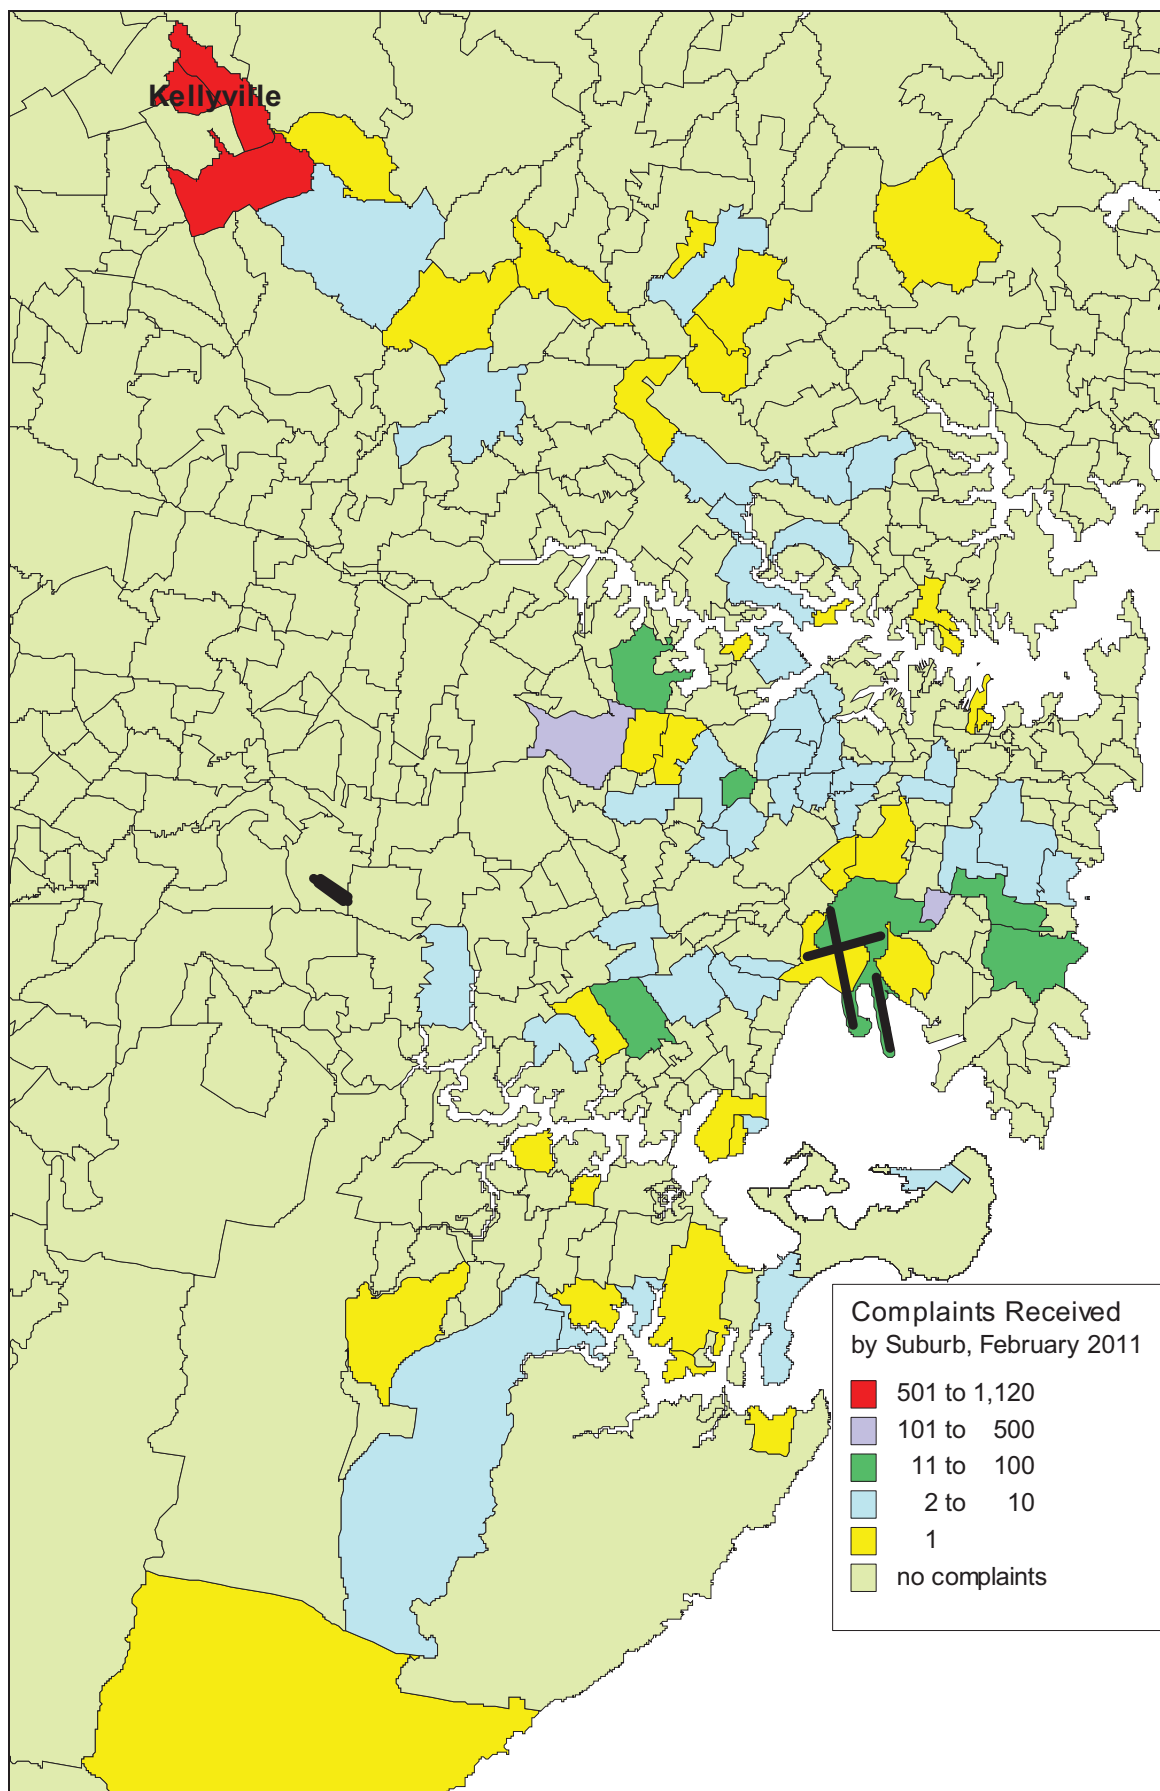 Kellyville
Complaints Received
by Suburb, February 2011
501 to 1,120
101 to 500
11 to 100
2 to 10
1
no complaints